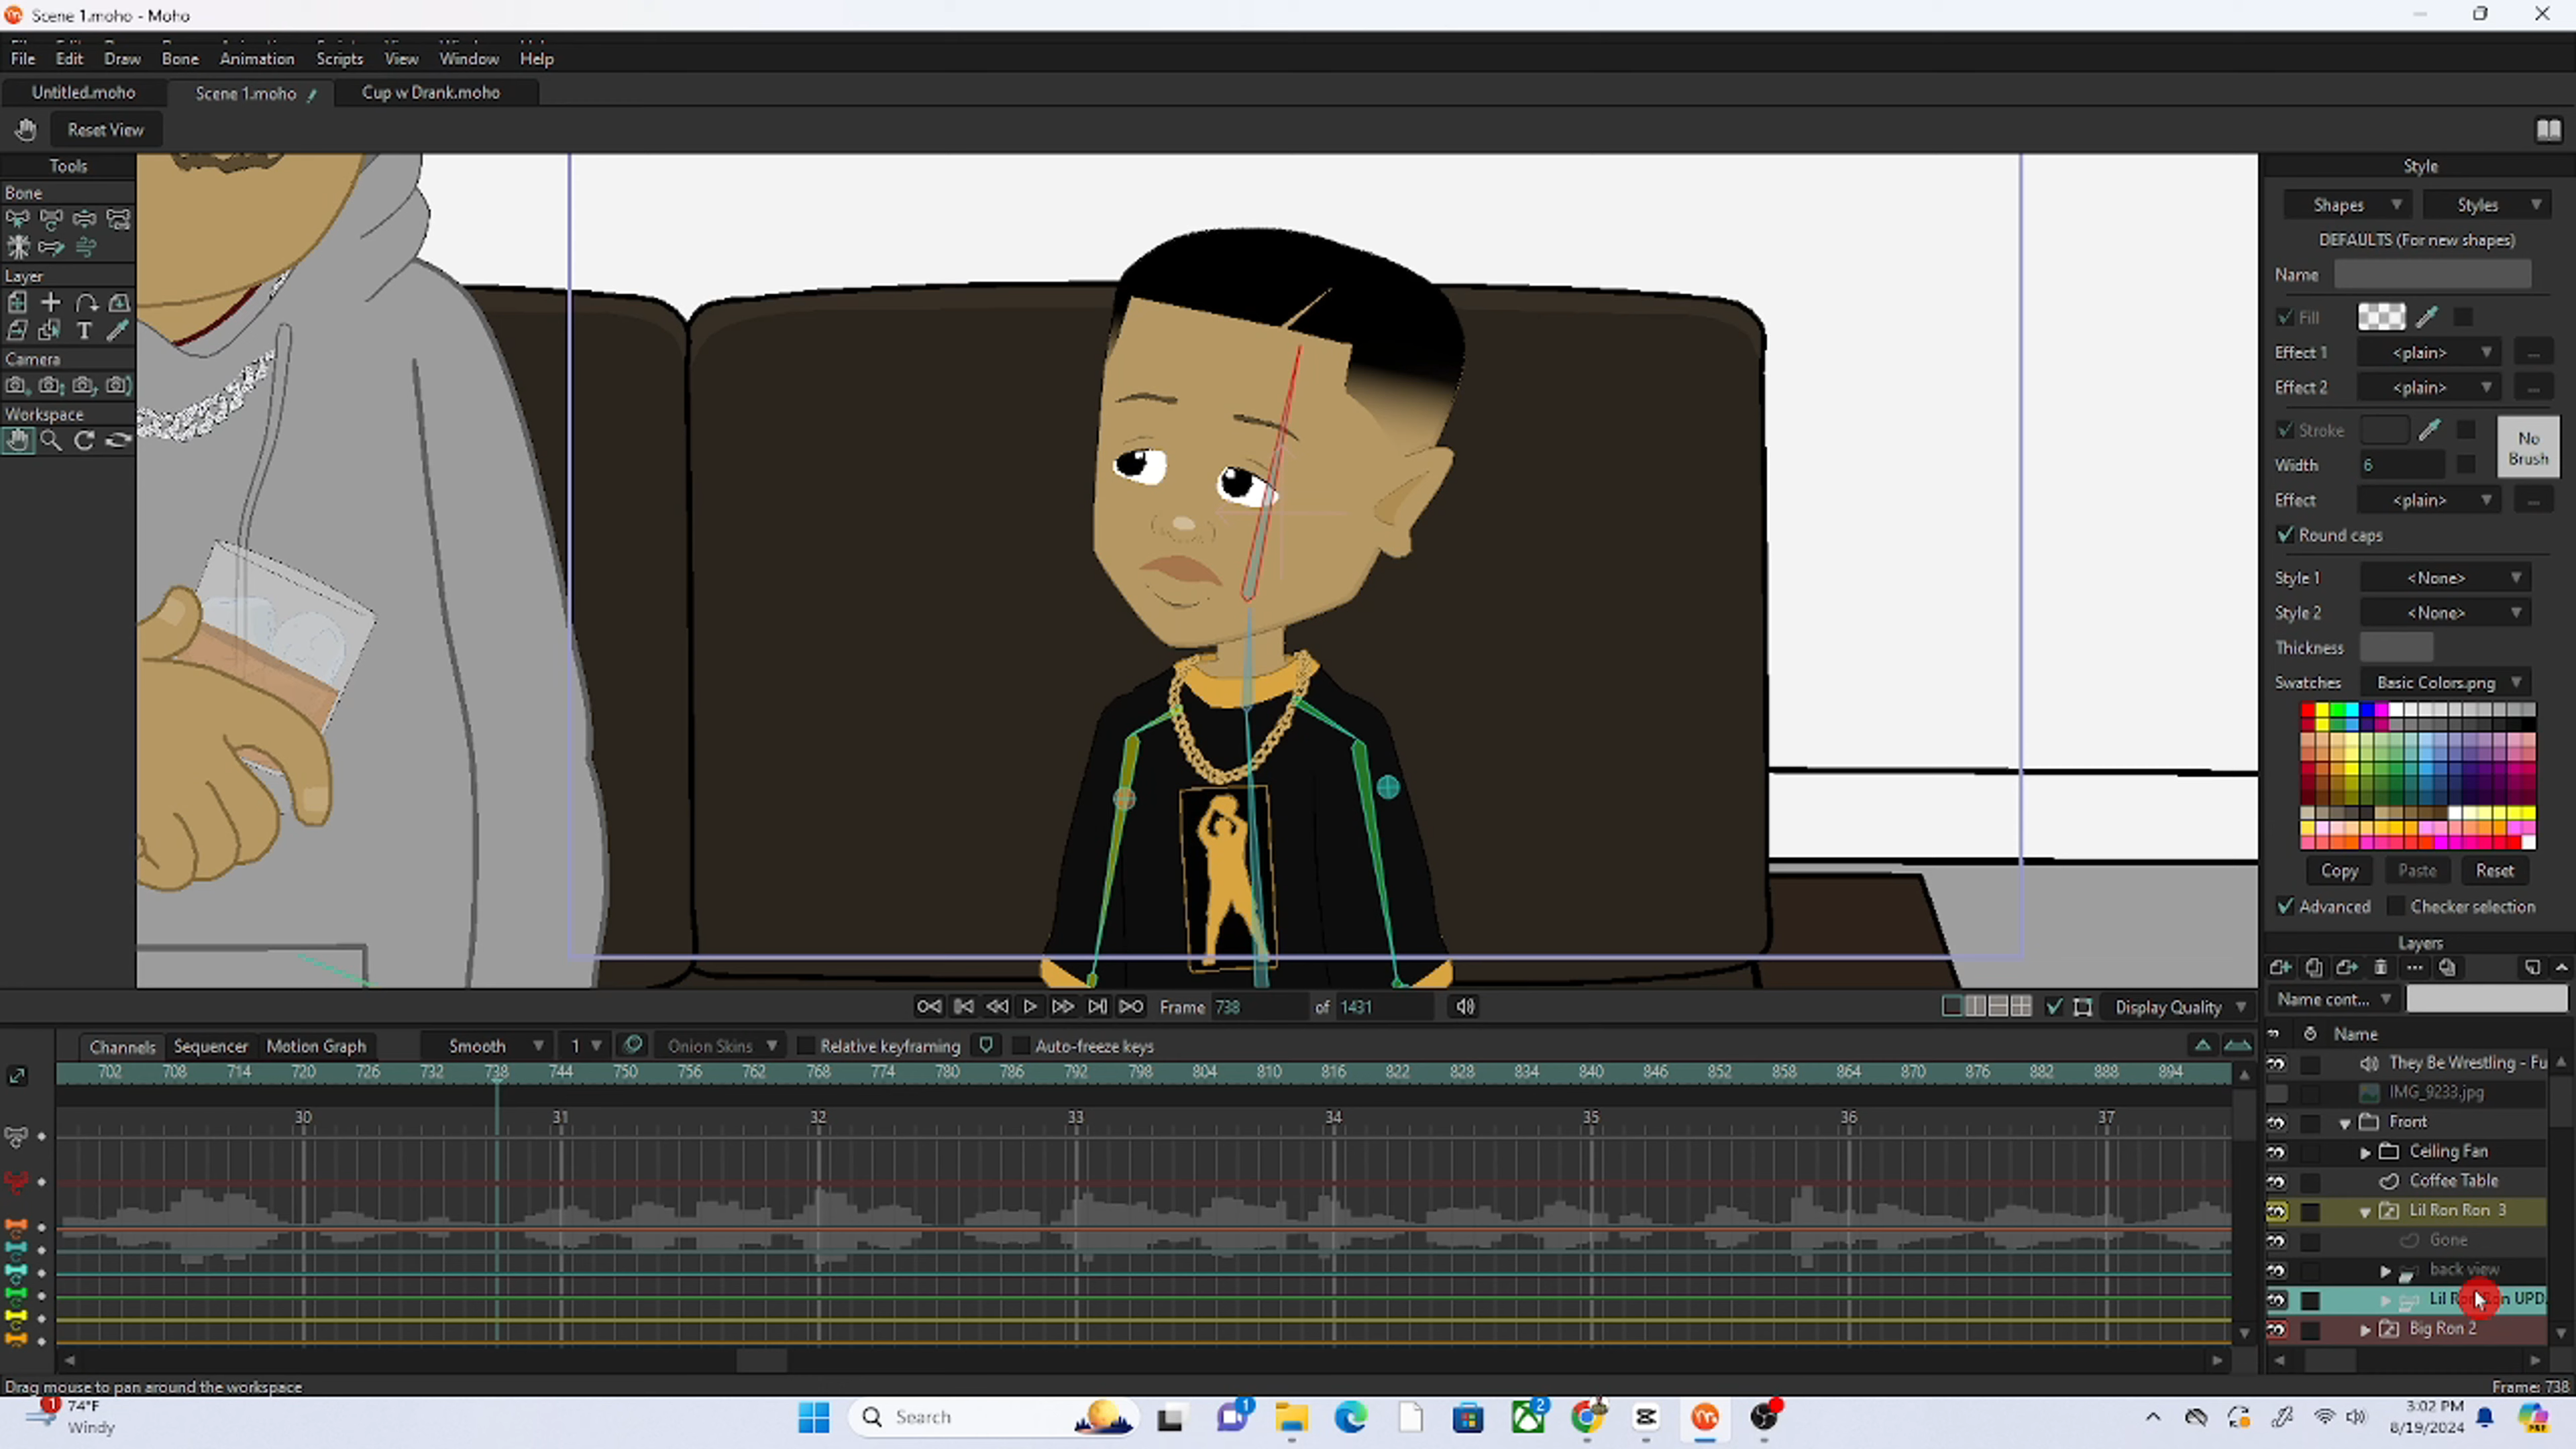 Scene 1.moho - Moho
File Edit Draw Bone Animation Scripts View Window Help
Untitled.moho Scene 1.moho Cup w Drank.moho
Reset View
Tools
Bone
Layer
Camera
Workspace
Style
Shapes Styles
DEFAULTS (For new shapes)
Name
Fill
Effect 1 <plain> ...
Effect 2 <plain> ...
Stroke No Brush
Width 6
Effect <plain> ...
Round caps
Style 1 <None>
Style 2 <None>
Thickness
Swatches Basic Colors.png
Copy Paste Reset
Advanced Checker selection
Layers
Name cont...
Name
They Be Wrestling - Fu
IMG_9233.jpg
Front
Ceiling Fan
Coffee Table
Lil Ron Ron 3
Gone
back view
Lil Ron UPD
Big Ron 2
Frame 738 of 1431 Display Quality
Channels Sequencer Motion Graph Smooth 1 Onion Skins Relative keyframing Auto-freeze keys
702 708 714 720 726 732 738 744 750 756 762 768 774 780 786 792 798 804 810 816 822 828 834 840 846 852 858 864 870 876 882 888 894
30 31 32 33 34 35 36 37
Drag mouse to pan around the workspace Frame: 738
1 74°F
Windy
Search
1 2
3:02 PM
8/19/2024